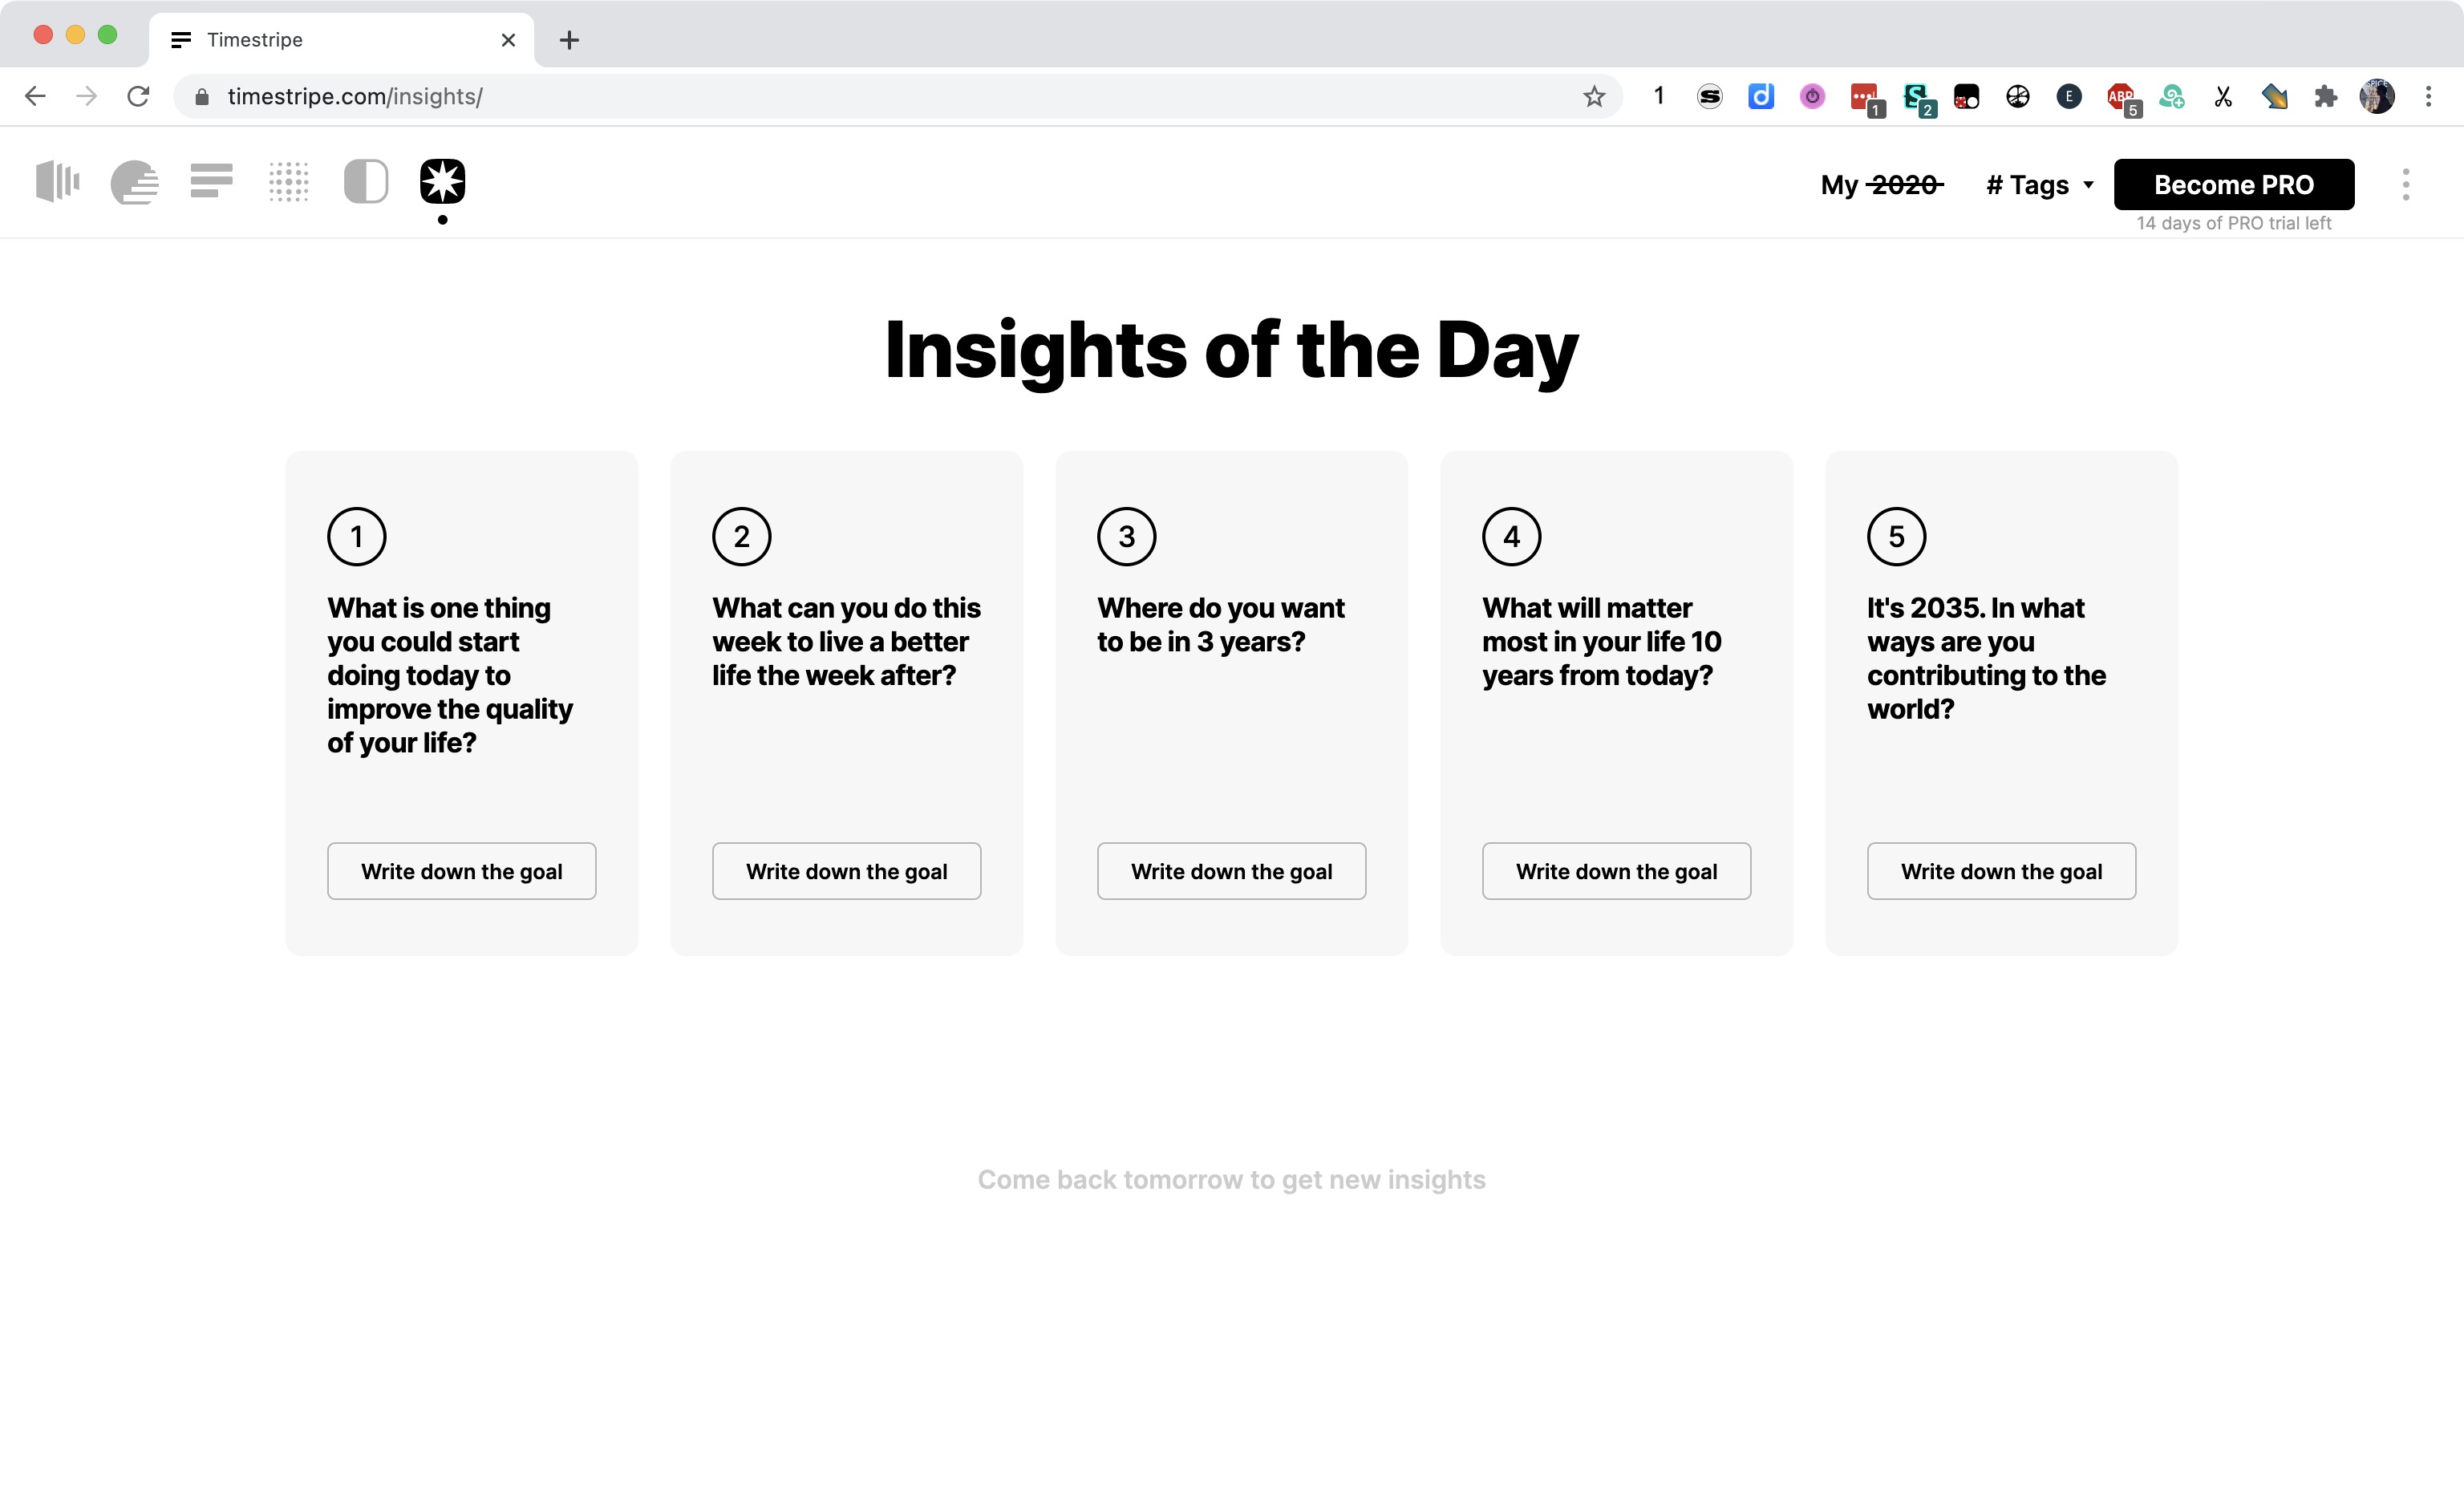 Timestripe
timestripe.com/insights/
1
1
2
E
ABP
5
My 2020
# Tags
Become PRO
14 days of PRO trial left
Insights of the Day
1
What is one thing
you could start
doing today to
improve the quality
of your life?
Write down the goal
2
What can you do this
week to live a better
life the week after?
Write down the goal
3
Where do you want
to be in 3 years?
Write down the goal
4
What will matter
most in your life 10
years from today?
Write down the goal
5
It's 2035. In what
ways are you
contributing to the
world?
Write down the goal
Come back tomorrow to get new insights